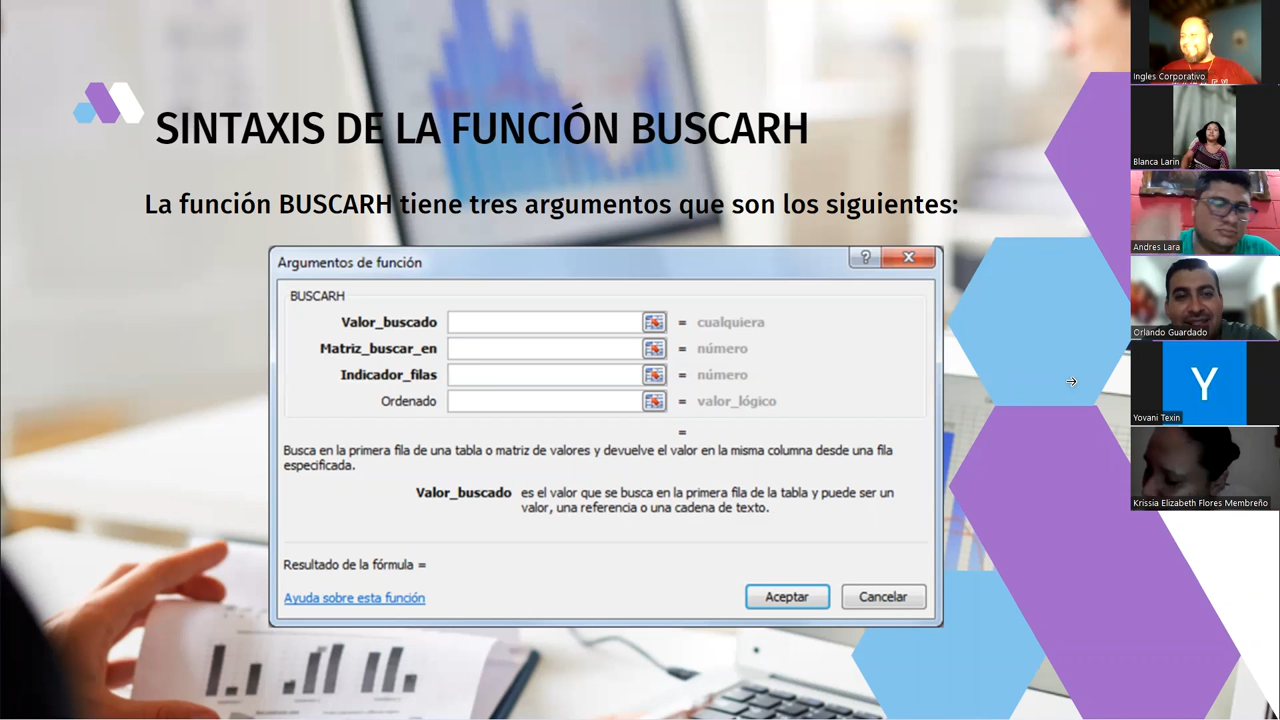 SINTAXIS DE LA FUNCIÓN BUSCARH
La función BUSCARH tiene tres argumentos que son los siguientes:
Argumentos de función
?
BUSCARH
Valor_buscado = cualquiera
Matriz_buscar_en = número
Indicador_filas = número
Ordenado = valor_lógico
=
Busca en la primera fila de una tabla o matriz de valores y devuelve el valor en la misma columna desde una fila
especificada.
Valor_buscado es el valor que se busca en la primera fila de la tabla y puede ser un
valor, una referencia o una cadena de texto.
Resultado de la fórmula =
Ayuda sobre esta función
Aceptar
Cancelar
Ingles Corporativo
Blanca Larin
Andres Lara
Orlando Guardado
Y
Yovani Texin
Krissia Elizabeth Flores Membreño